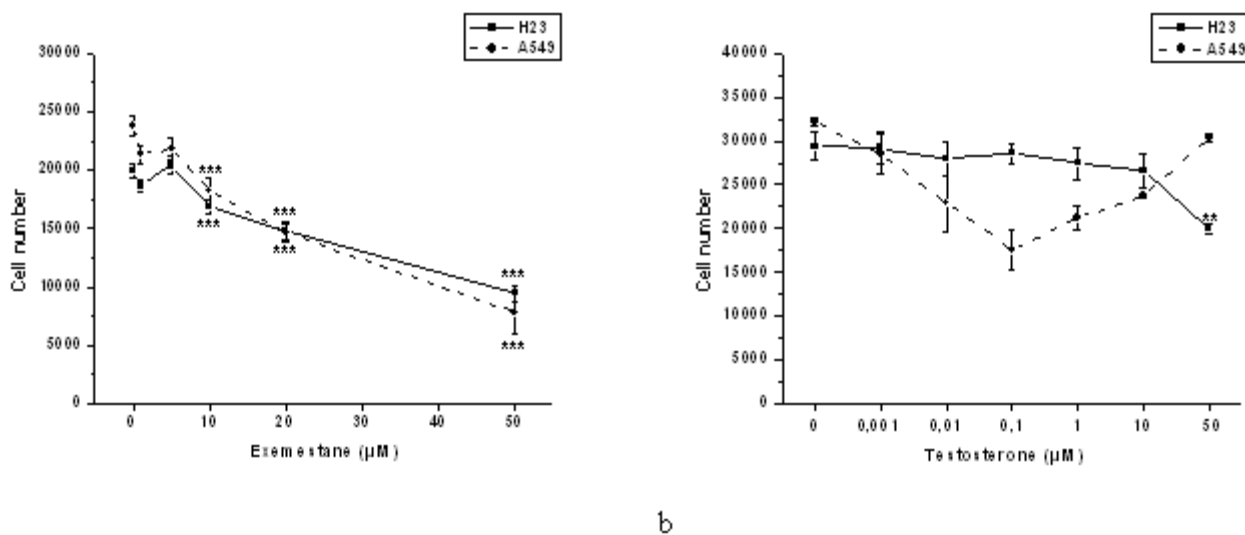 H23
A549
30000
25000
20000
15000
10000
5000
0
Cell number
***
***
***
***
***
***
0 10 20 30 40 50
Exemestane (µM)
H23
A549
40000
35000
30000
25000
20000
15000
10000
5000
0
Cell number
**
0 0,001 0,01 0,1 1 10 50
Testosterone (µM)
b